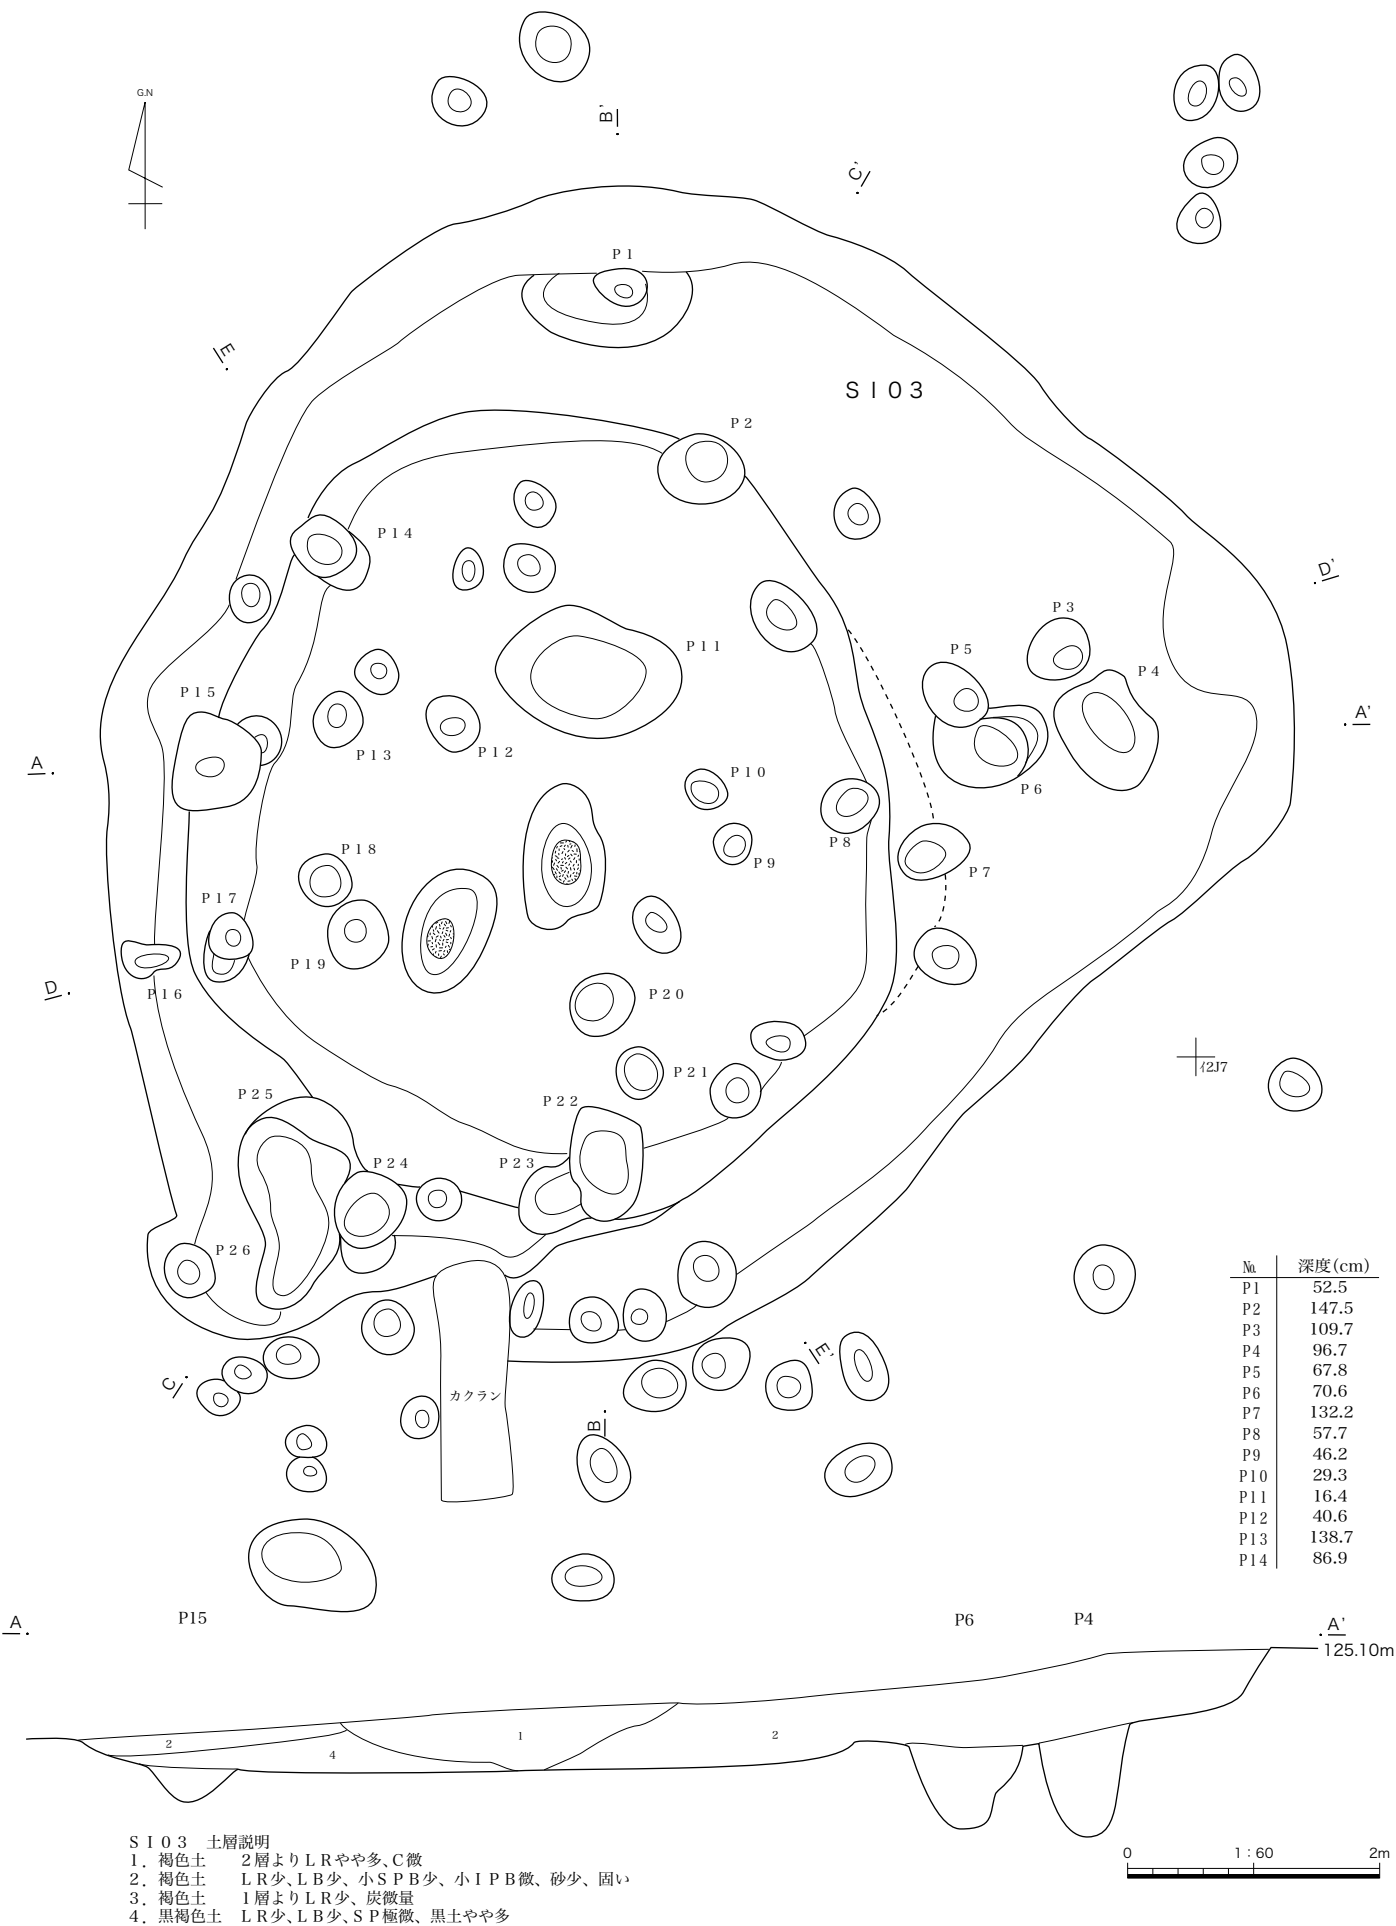 G.N
B'
C'
P1
E
SI03
P2
P14
D'
P11
P3
P5
P4
P15
A'
A
P12
P13
P10
P6
P8
P9
P7
P18
P17
P19
P16
D
P20
イ2J7
P21
P25
P22
P24
P23
P26
E'
C
カクラン
B
№ 深度(cm)
P1 52.5
P2 147.5
P3 109.7
P4 96.7
P5 67.8
P6 70.6
P7 132.2
P8 57.7
P9 46.2
P10 29.3
P11 16.4
P12 40.6
P13 138.7
P14 86.9
A P15 P6 P4 A'
125.10m
2 4 1 2
SI03 土層説明
1. 褐色土 2層よりLRやや多、C微
2. 褐色土 LR少、LB少、小SPB少、小IPB微、砂少、固い
3. 褐色土 1層よりLR少、炭微量
4. 黒褐色土 LR少、LB少、SP極微、黒土やや多
0 1:60 2m